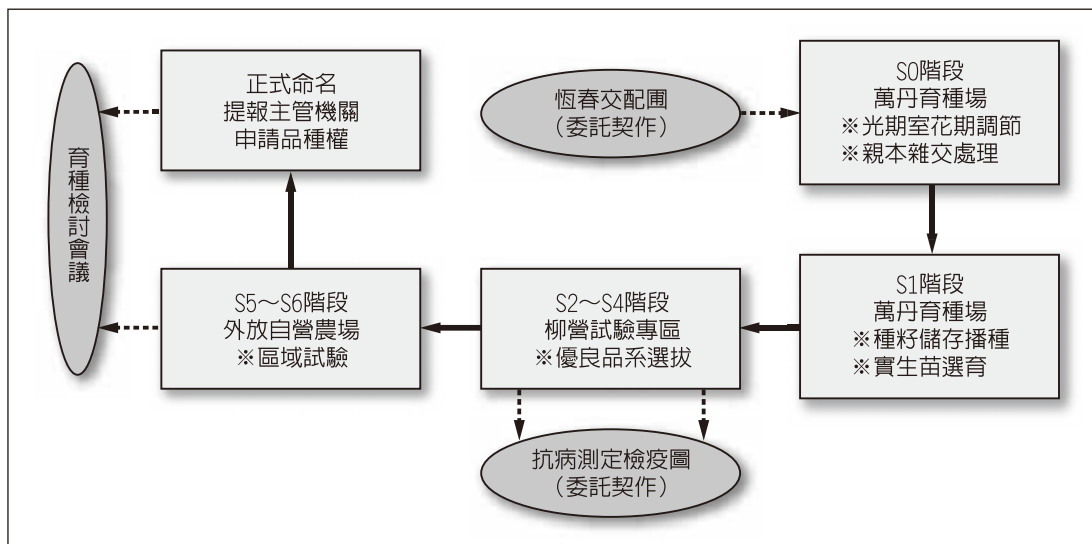 正式命名
提報主管機關
申請品種權
恆春交配圃
（委託契作）
S0階段
萬丹育種場
※光期室花期調節
※親本雜交處理
育種檢討會議
S5～S6階段
外放自營農場
※區域試驗
S2～S4階段
柳營試驗專區
※優良品系選拔
S1階段
萬丹育種場
※種籽儲存播種
※實生苗選育
抗病測定檢疫圖
（委託契作）